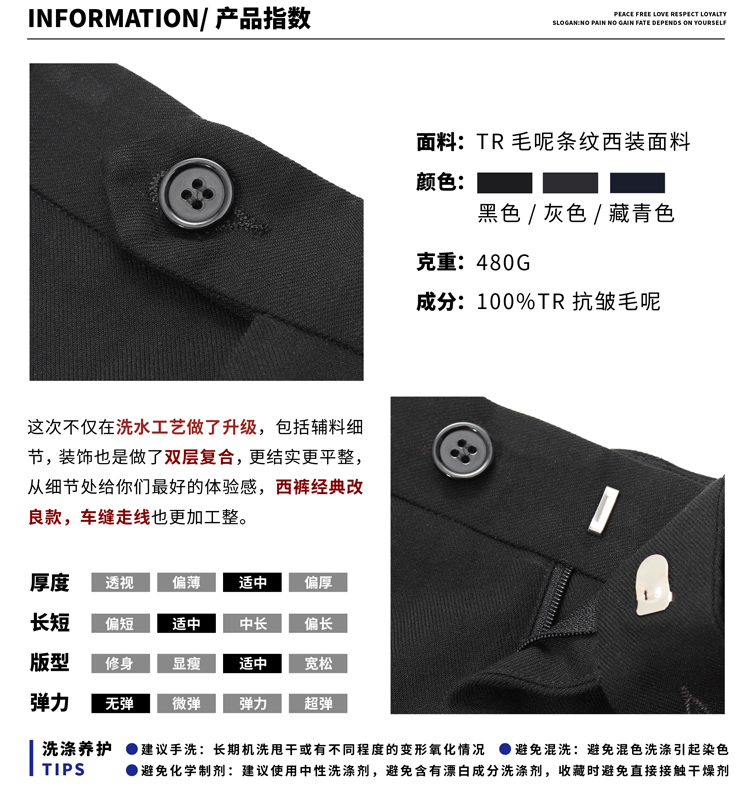 INFORMATION/ 产品指数
PEACE FREE LOVE RESPECT LOYALTY
SLOGAN:NO PAIN NO GAIN FATE DEPENDS ON YOURSELF
面料：TR 毛呢条纹西装面料
颜色：
黑色 / 灰色 / 藏青色
克重：480G
成分：100%TR 抗皱毛呢
这次不仅在洗水工艺做了升级，包括辅料细
节，装饰也是做了双层复合，更结实更平整，
从细节处给你们最好的体验感，西裤经典改
良款，车缝走线也更加工整。
厚度 透视 偏薄 适中 偏厚
长短 偏短 适中 中长 偏长
版型 修身 显瘦 适中 宽松
弹力 无弹 微弹 弹力 超弹
洗涤养护 ●建议手洗：长期机洗甩干或有不同程度的变形氧化情况 ●避免混洗：避免混色洗涤引起染色
TIPS ●避免化学制剂：建议使用中性洗涤剂，避免含有漂白成分洗涤剂，收藏时避免直接接触干燥剂